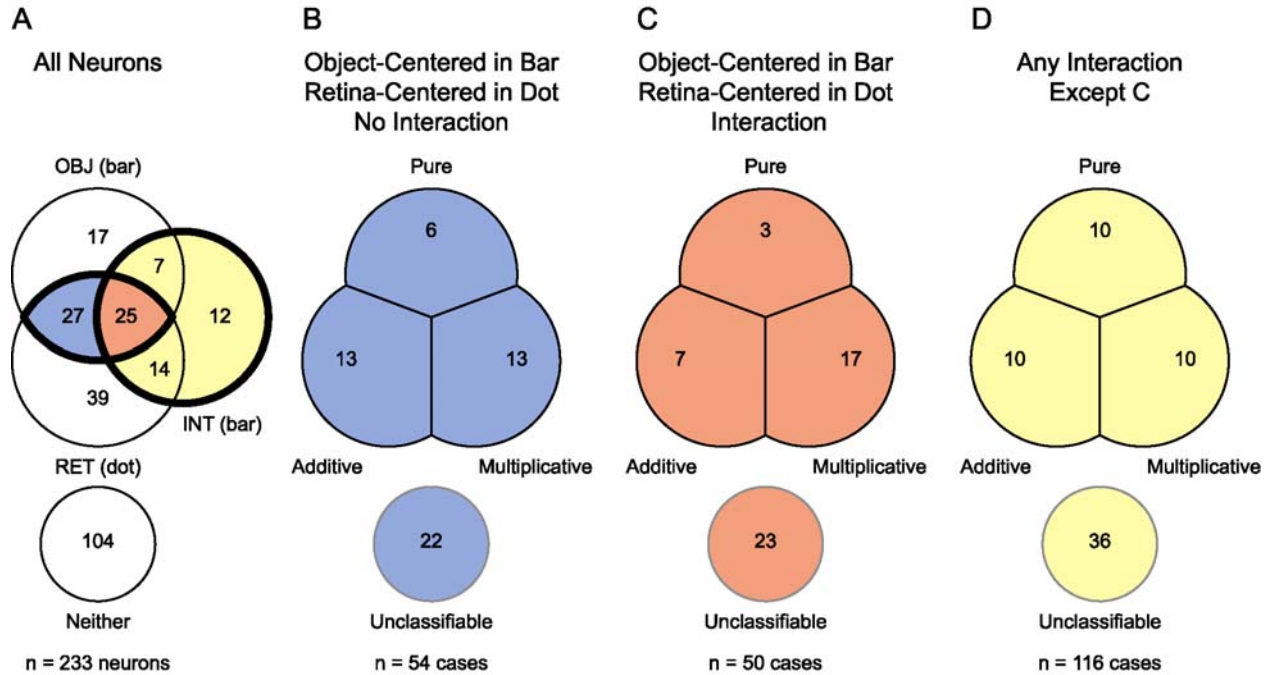 A
All Neurons
OBJ (bar)
17
7
27
25
12
14
39
INT (bar)
RET (dot)
104
Neither
n = 233 neurons
B
Object-Centered in Bar
Retina-Centered in Dot
No Interaction
Pure
6
13
13
Additive
Multiplicative
22
Unclassifiable
n = 54 cases
C
Object-Centered in Bar
Retina-Centered in Dot
Interaction
Pure
3
7
17
Additive
Multiplicative
23
Unclassifiable
n = 50 cases
D
Any Interaction
Except C
Pure
10
10
10
Additive
Multiplicative
36
Unclassifiable
n = 116 cases